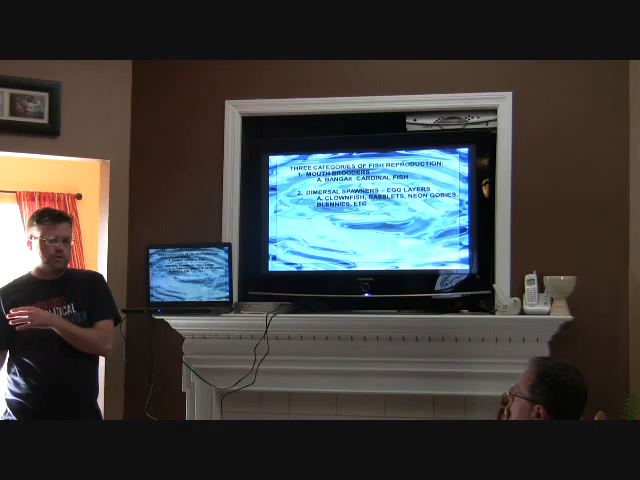 THREE CATEGORIES OF FISH REPRODUCTION:
1. MOUTH BROODERS
A. BANGAII CARDINAL FISH
2. DIMERSAL SPAWNERS – EGG LAYERS
A. CLOWNFISH, BASSLETS, NEON GOBIES,
BLENNIES, ETC
SAMSUNG